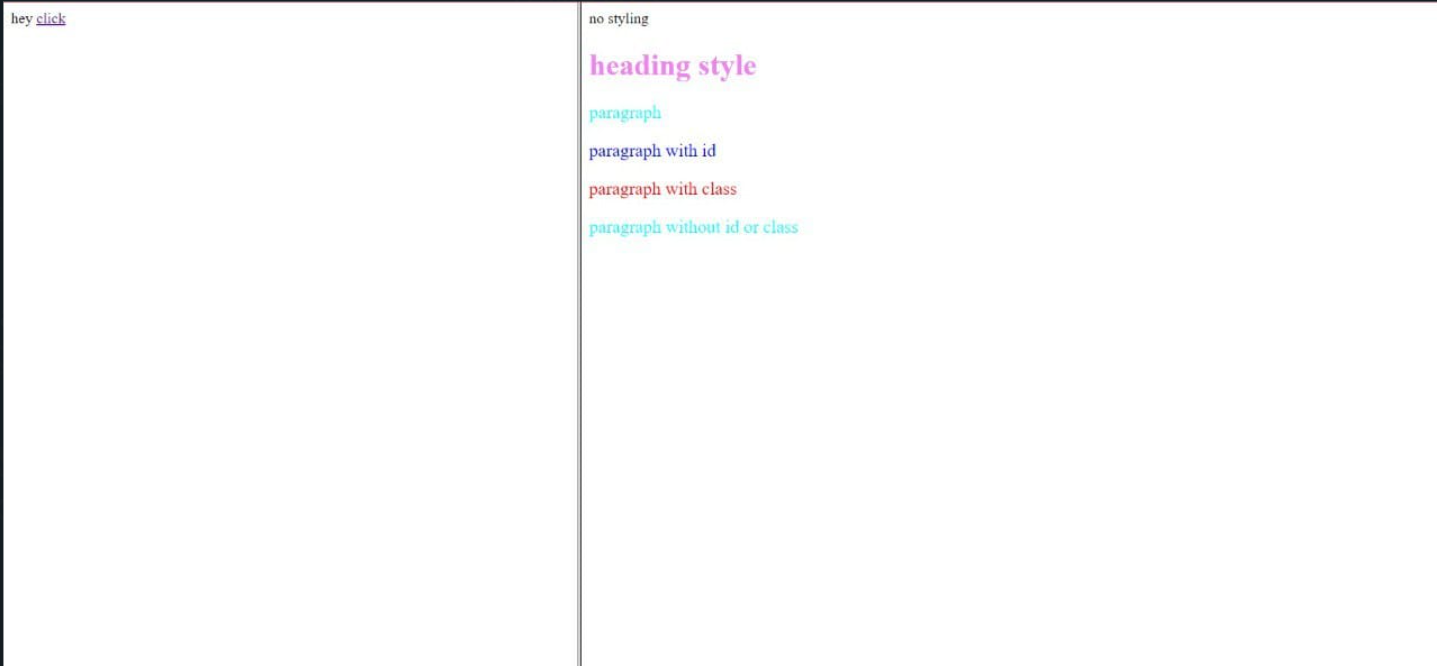 hey click
no styling
heading style
paragraph
paragraph with id
paragraph with class
paragraph without id or class